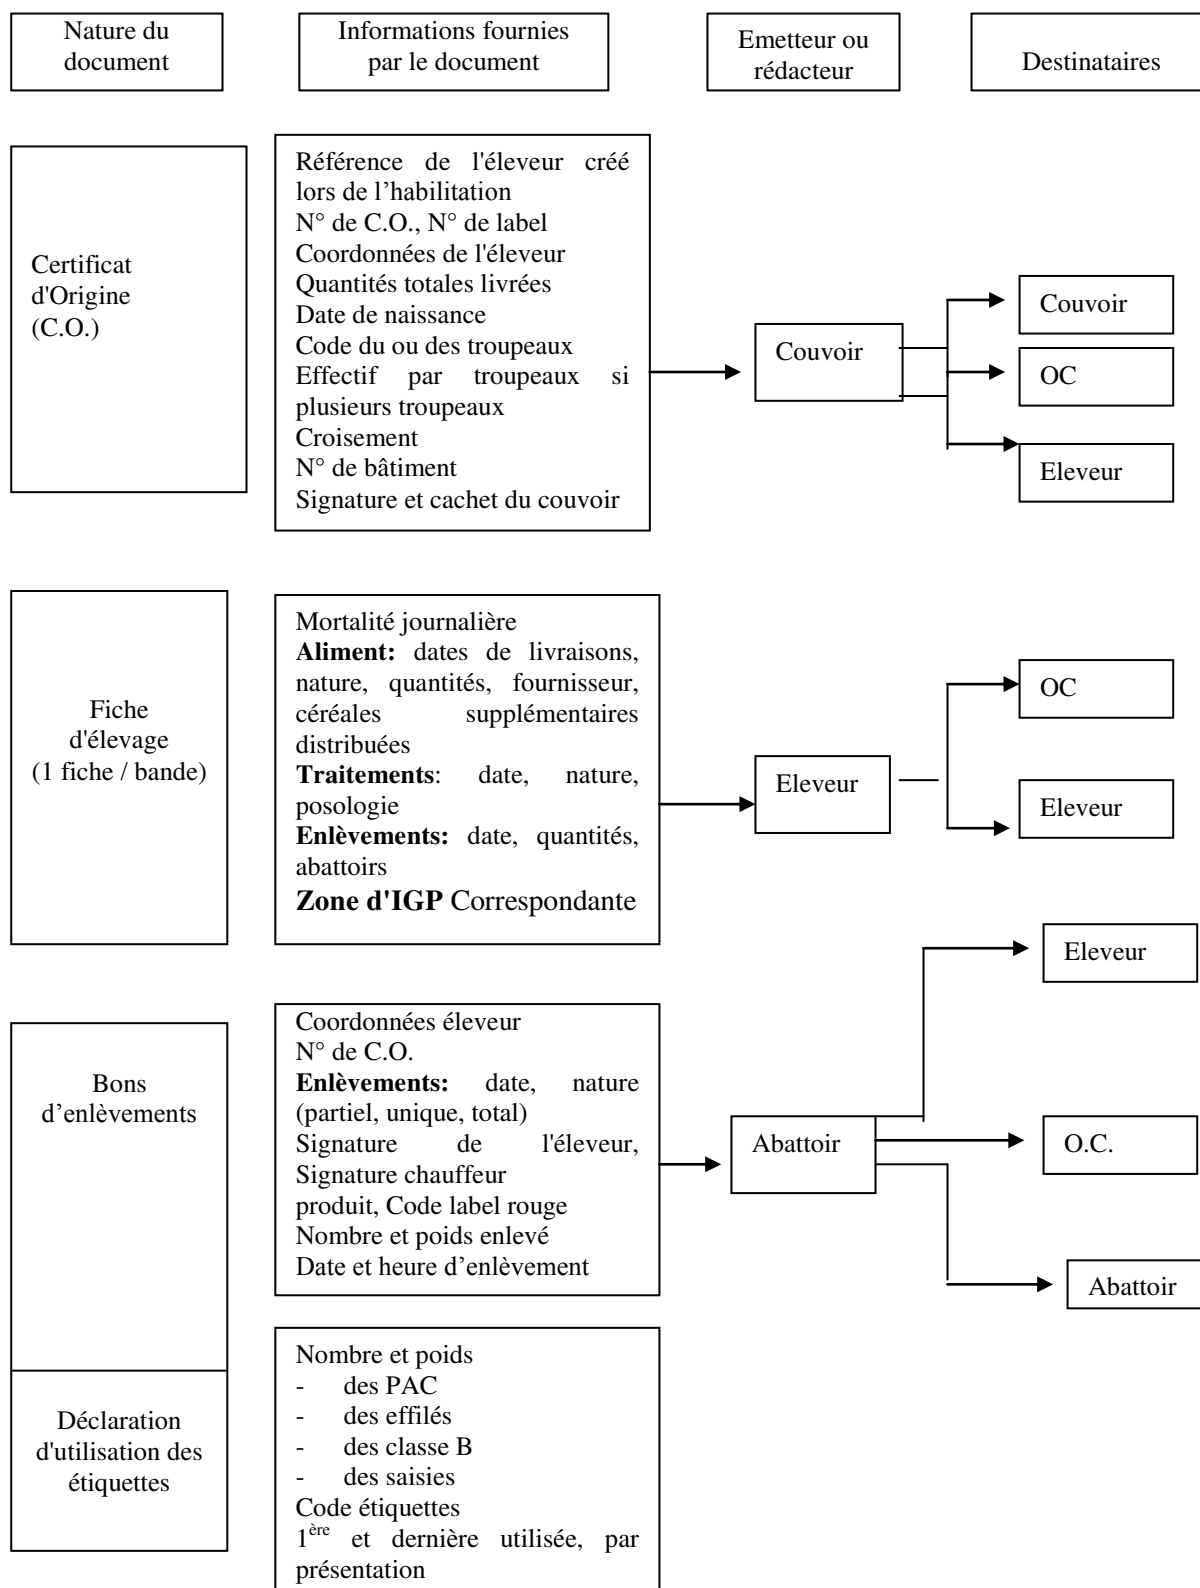 Nature du
document
Informations fournies
par le document
Emetteur ou
rédacteur
Destinataires
Certificat
d'Origine
(C.O.)
Référence de l'éleveur créé
lors de l’habilitation
N° de C.O., N° de label
Coordonnées de l'éleveur
Quantités totales livrées
Date de naissance
Code du ou des troupeaux
Effectif par troupeaux si
plusieurs troupeaux
Croisement
N° de bâtiment
Signature et cachet du couvoir
Couvoir
Couvoir
OC
Eleveur
Fiche
d'élevage
(1 fiche / bande)
Mortalité journalière
Aliment: dates de livraisons,
nature, quantités, fournisseur,
céréales supplémentaires
distribuées
Traitements: date, nature,
posologie
Enlèvements: date, quantités,
abattoirs
Zone d'IGP Correspondante
Eleveur
OC
Eleveur
Bons
d’enlèvements
Coordonnées éleveur
N° de C.O.
Enlèvements: date, nature
(partiel, unique, total)
Signature de l'éleveur,
Signature chauffeur
produit, Code label rouge
Nombre et poids enlevé
Date et heure d’enlèvement
Abattoir
Eleveur
O.C.
Abattoir
Déclaration
d'utilisation des
étiquettes
Nombre et poids
- des PAC
- des effilés
- des classe B
- des saisies
Code étiquettes
1ère et dernière utilisée, par
présentation